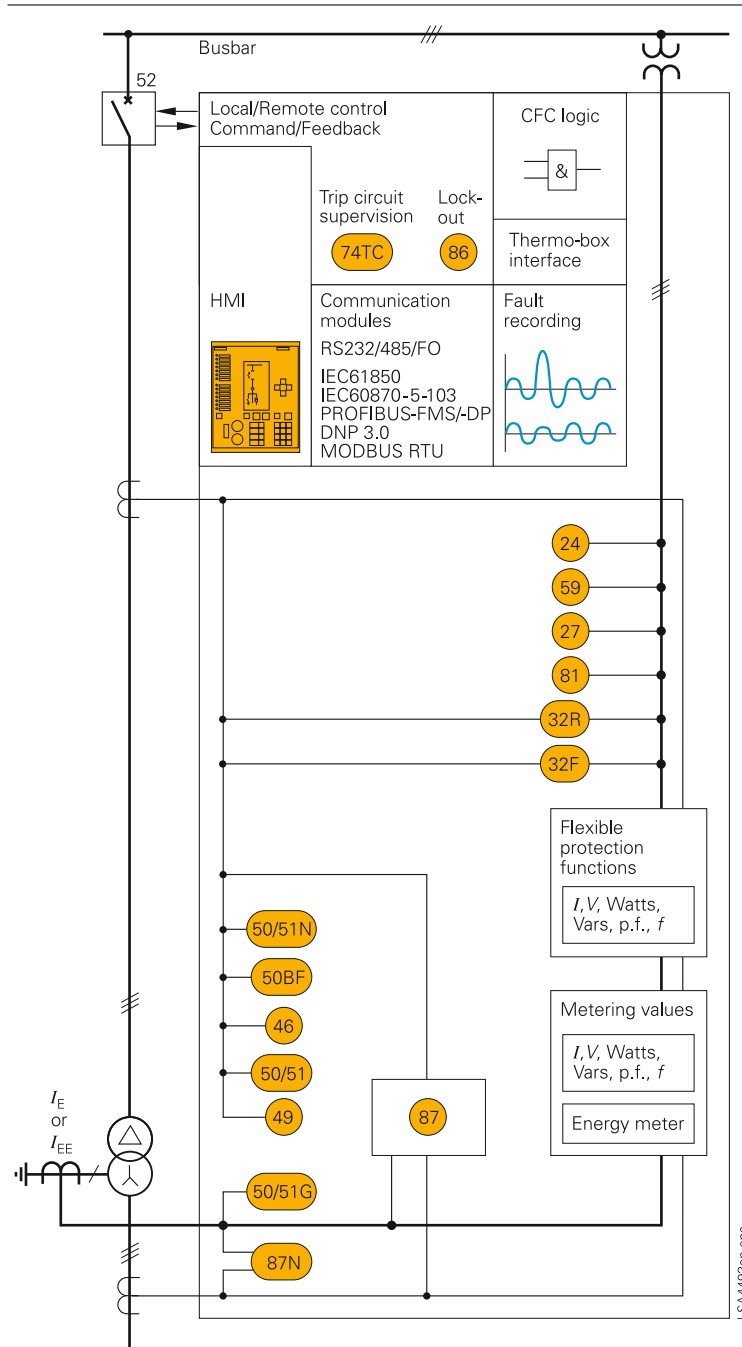 Busbar
52
Local/Remote control
Command/Feedback
CFC logic
&
Trip circuit
supervision
74TC
Lock-
out
86
Thermo-box
interface
HMI
Communication
modules
RS232/485/FO
IEC61850
IEC60870-5-103
PROFIBUS-FMS/-DP
DNP 3.0
MODBUS RTU
Fault
recording
24
59
27
81
32R
32F
Flexible
protection
functions
I,V, Watts,
Vars, p.f., f
50/51N
50BF
46
50/51
49
87
Metering values
I,V, Watts,
Vars, p.f., f
Energy meter
IE
or
IEE
50/51G
87N